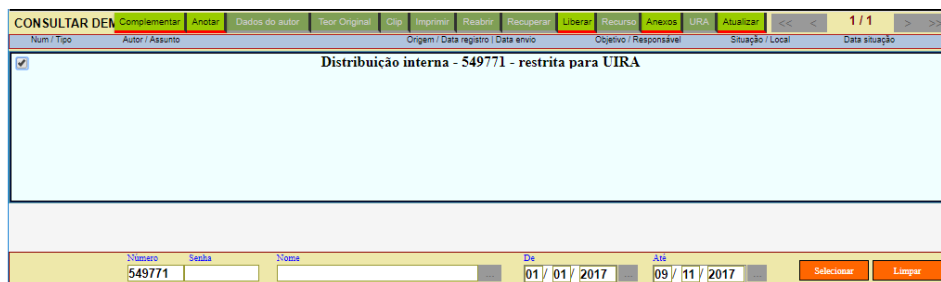 CONSULTAR DEM Complementar Anotar Dados do autor Teor Original Clip Imprimir Reabrir Recuperar Liberar Recurso Anexos URA Atualizar << < 1 / 1 > >>
Num / Tipo Autor / Assunto Origem / Data registro | Data envio Objetivo / Responsável Situação / Local Data situação
Distribuição interna - 549771 - restrita para UIRA
Número Senha Nome De Até
549771 ... 01 / 01 / 2017 ... 09 / 11 / 2017 ... Selecionar Limpar